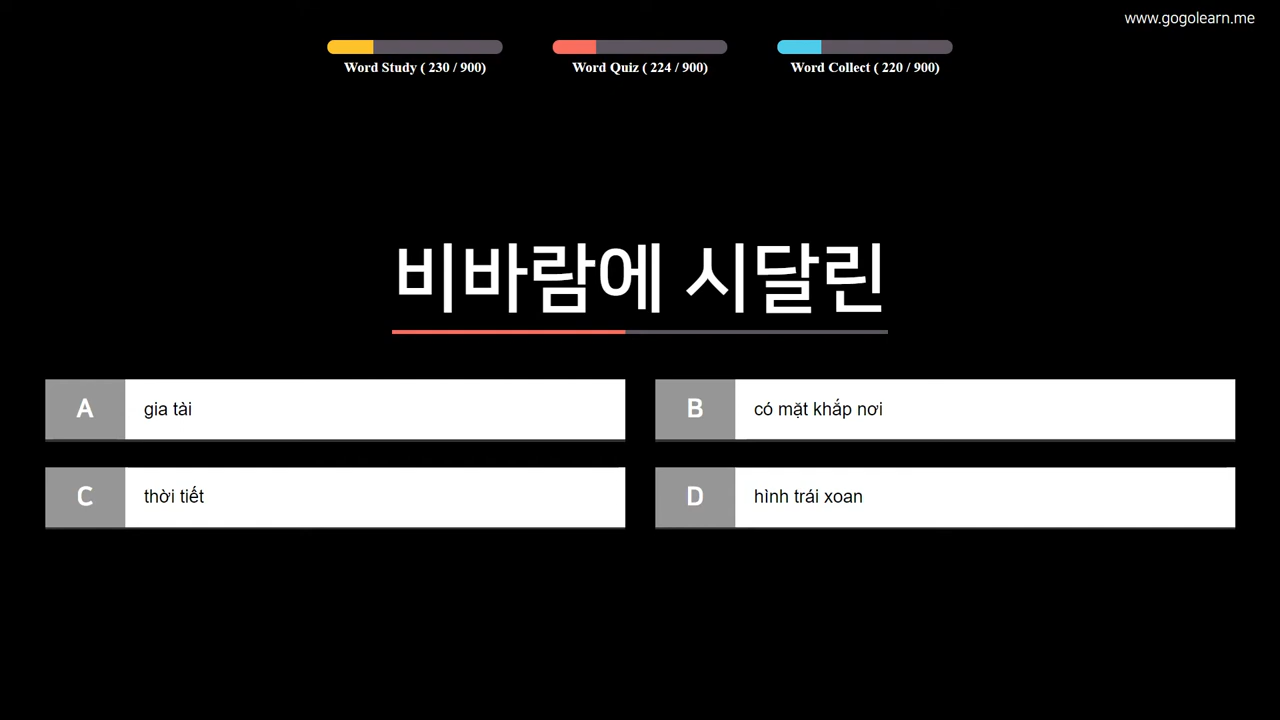 www.gogolearn.me
Word Study ( 230 / 900)
Word Quiz ( 224 / 900)
Word Collect ( 220 / 900)
비바람에 시달린
A gia tài
B có mặt khắp nơi
C thời tiết
D hình trái xoan